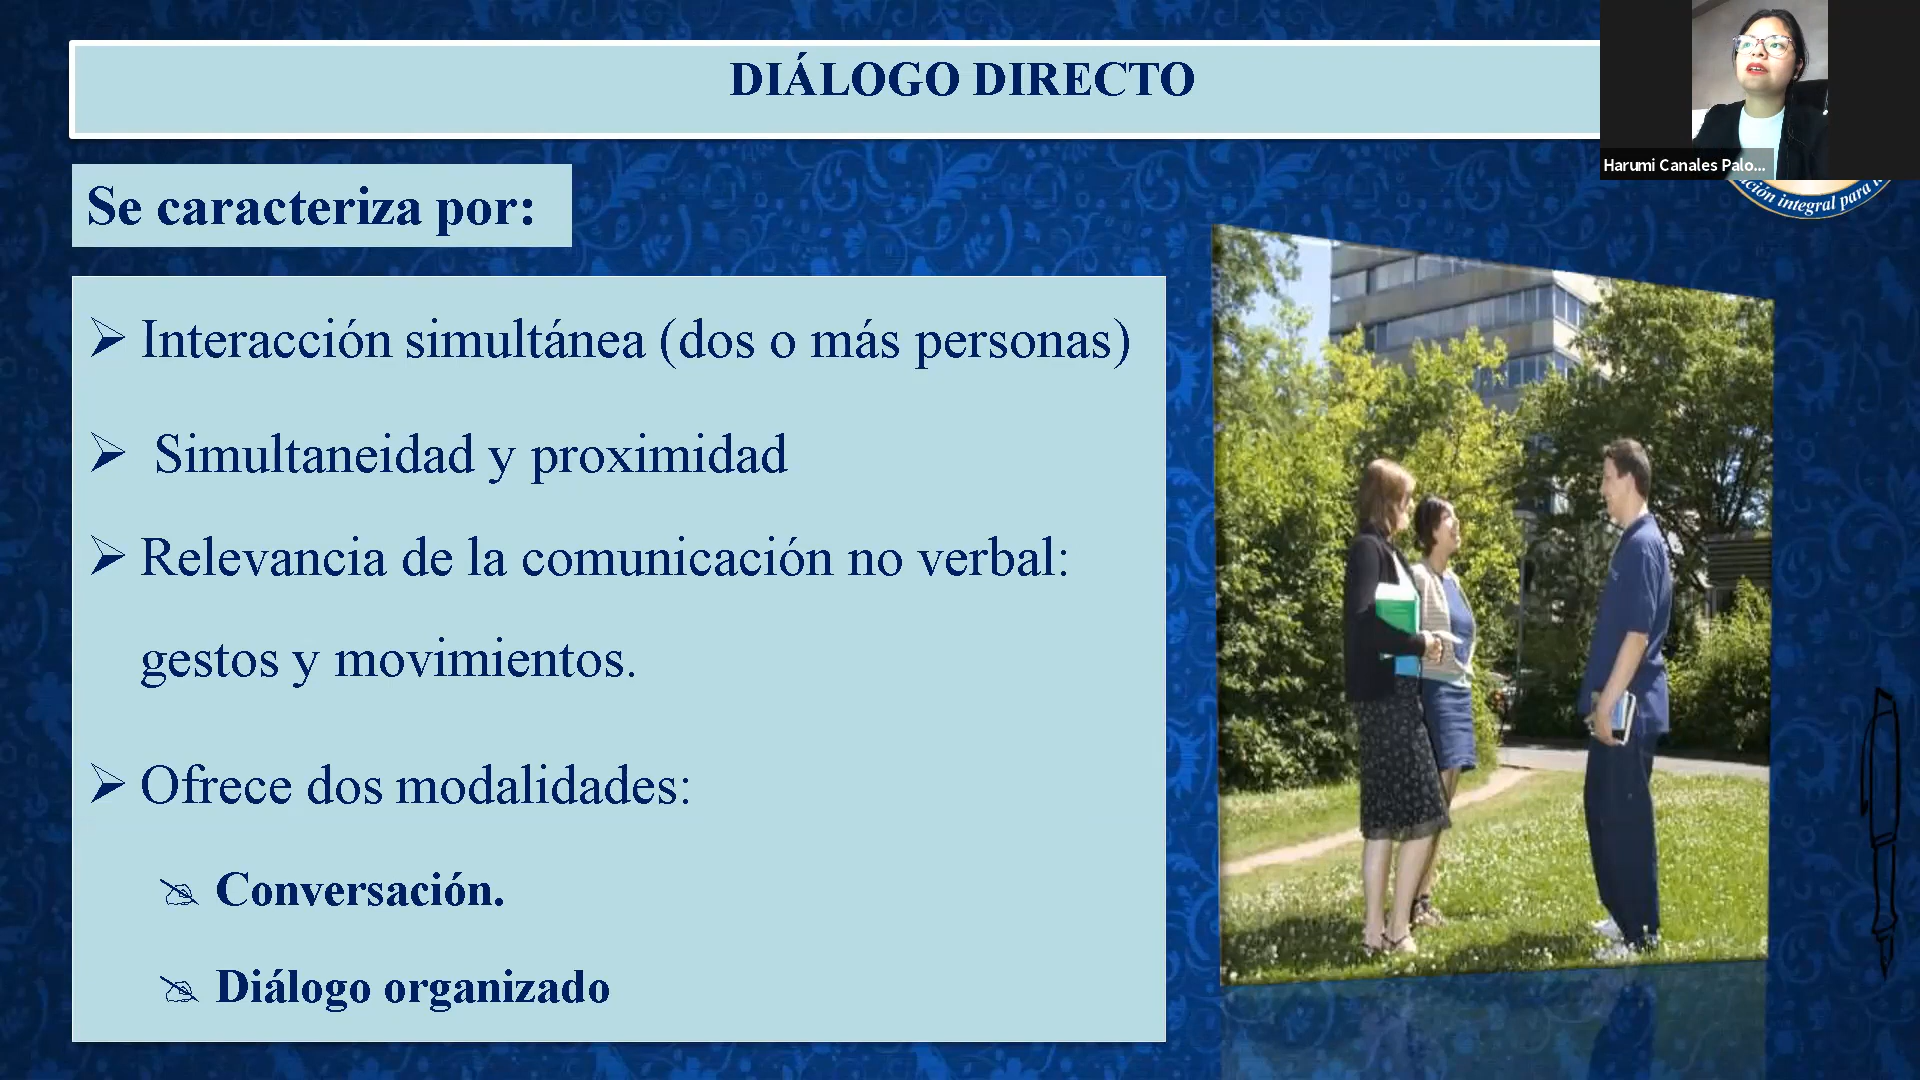 DIÁLOGO DIRECTO
Harumi Canales Palo...
integral para
Se caracteriza por:
Interacción simultánea (dos o más personas)
Simultaneidad y proximidad
Relevancia de la comunicación no verbal:
gestos y movimientos.
Ofrece dos modalidades:
Conversación.
Diálogo organizado